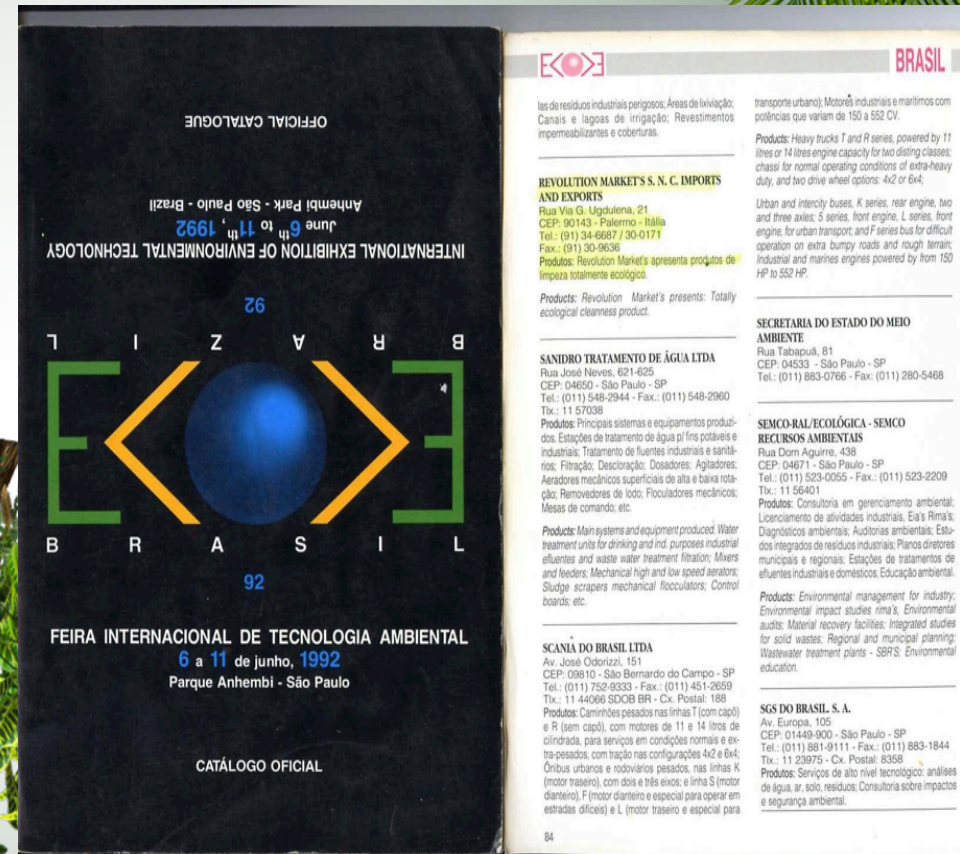 OFFICIAL CATALOGUE
Anhembi Park - São Paulo - Brazil
June 6th to 11th, 1992
INTERNATIONAL EXHIBITION OF ENVIRONMENTAL TECHNOLOGY
92
BRAZIL
E< >E
BRASIL
92
FEIRA INTERNACIONAL DE TECNOLOGIA AMBIENTAL
6 a 11 de junho, 1992
Parque Anhembi - São Paulo
CATÁLOGO OFICIAL
BRASIL
las de resíduos industriais perigosos; Áreas de lixiviação;
Canais e lagoas de irrigação; Revestimentos
impermeabilizantes e coberturas.
REVOLUTION MARKET'S S. N. C. IMPORTS
AND EXPORTS
Rua Via G. Ugdulena, 21
CEP: 90143 - Palermo - Itália
Tel.: (91) 34-6687 / 30-0171
Fax.: (91) 30-9636
Produtos: Revolution Market's apresenta produtos de
limpeza totalmente ecológico.
Products: Revolution Market's presents: Totally
ecological cleanness product.
SANIDRO TRATAMENTO DE ÁGUA LTDA
Rua José Neves, 621-625
CEP: 04650 - São Paulo - SP
Tel.: (011) 548-2944 - Fax.: (011) 548-2960
Tlx.: 11 57038
Produtos: Principais sistemas e equipamentos produzi-
dos. Estações de tratamento de água p/ fins potáveis e
industriais; Tratamento de fluentes industriais e sanitá-
rios; Filtração; Descloração; Dosadores; Agitadores;
Aeradores mecânicos superficiais de alta e baixa rota-
ção; Removedores de lodo; Floculadores mecânicos;
Mesas de comando; etc.
Products: Main systems and equipment produced. Water
treatment units for drinking and ind. purposes industrial
efluentes and waste water treatment filtration; Mixers
and feeders; Mechanical high and low speed aerators;
Sludge scrapers mechanical flocculators; Control
boards; etc.
SCANIA DO BRASIL LTDA
Av. José Odorizzi, 151
CEP: 09810 - São Bernardo do Campo - SP
Tel.: (011) 752-9333 - Fax.: (011) 451-2659
Tlx.: 11 44066 SDOB BR - Cx. Postal: 188
Produtos: Caminhões pesados nas linhas T (com capô)
e R (sem capô), com motores de 11 e 14 litros de
cilindrada, para serviços em condições normais e ex-
tra-pesados, com tração nas configurações 4x2 e 6x4;
Ônibus urbanos e rodoviários pesados, nas linhas K
(motor traseiro), com dois e três eixos; e linha S (motor
dianteiro), F (motor dianteiro e especial para operar em
estradas difíceis) e L (motor traseiro e especial para
84
transporte urbano); Motores industriais e marítimos com
potências que variam de 150 a 552 CV.
Products: Heavy trucks T and R series, powered by 11
litres or 14 litres engine capacity for two disting classes;
chassi for normal operating conditions of extra-heavy
duty, and two drive wheel options: 4x2 or 6x4;
Urban and intercity buses, K series, rear engine, two
and three axles; 5 series, front engine, L series, front
engine, for urban transport; and F series bus for difficult
operation on extra bumpy roads and rough terrain;
Industrial and marines engines powered by from 150
HP to 552 HP.
SECRETARIA DO ESTADO DO MEIO
AMBIENTE
Rua Tabapuã, 81
CEP: 04533 - São Paulo - SP
Tel.: (011) 883-0766 - Fax: (011) 280-5468
SEMCO-RAL/ECOLÓGICA - SEMCO
RECURSOS AMBIENTAIS
Rua Dom Aguirre, 438
CEP: 04671 - São Paulo - SP
Tel.: (011) 523-0055 - Fax.: (011) 523-2209
Tlx.: 11 56401
Produtos: Consultoria em gerenciamento ambiental;
Licenciamento de atividades industriais, Eia's Rima's;
Diagnósticos ambientais; Auditorias ambientais; Estu-
dos integrados de resíduos industriais; Planos diretores
municipais e regionais; Estações de tratamentos de
efluentes industriais e domésticos; Educação ambiental.
Products: Environmental management for industry;
Environmental impact studies rima's, Environmental
audits; Material recovery facilities; Integrated studies
for solid wastes; Regional and municipal planning;
Wastewater treatment plants - SBR'S; Environmental
education.
SGS DO BRASIL. S. A.
Av. Europa, 105
CEP: 01449-900 - São Paulo - SP
Tel.: (011) 881-9111 - Fax.: (011) 883-1844
Tlx.: 11 23975 - Cx. Postal: 8358
Produtos: Serviços de alto nível tecnológico: análises
de água, ar, solo, resíduos; Consultoria sobre impactos
e segurança ambiental.